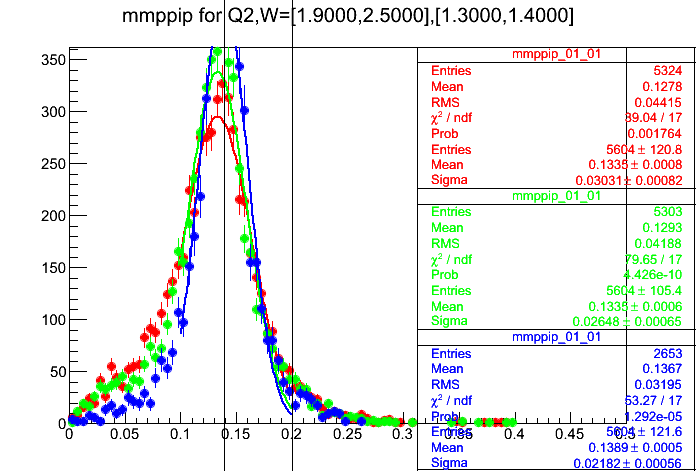 mmppip for Q2,W=[1.9000,2.5000],[1.3000,1.4000]
mmppip_01_01
Entries 5324
Mean 0.1278
RMS 0.04415
χ² / ndf 39.04 / 17
Prob 0.001764
Entries 5604 ± 120.8
Mean 0.1335 ± 0.0008
Sigma 0.03031 ± 0.00082
mmppip_01_01
Entries 5303
Mean 0.1293
RMS 0.04188
χ² / ndf 79.65 / 17
Prob 4.426e-10
Entries 5604 ± 105.4
Mean 0.1335 ± 0.0006
Sigma 0.02648 ± 0.00065
mmppip_01_01
Entries 2653
Mean 0.1367
RMS 0.03195
χ² / ndf 53.27 / 17
Prob 1.292e-05
Entries 5604 ± 121.6
Mean 0.1389 ± 0.0005
Sigma 0.02182 ± 0.00056
350
300
250
200
150
100
50
0
0 0.05 0.1 0.15 0.2 0.25 0.3 0.35 0.4 0.45 0.5